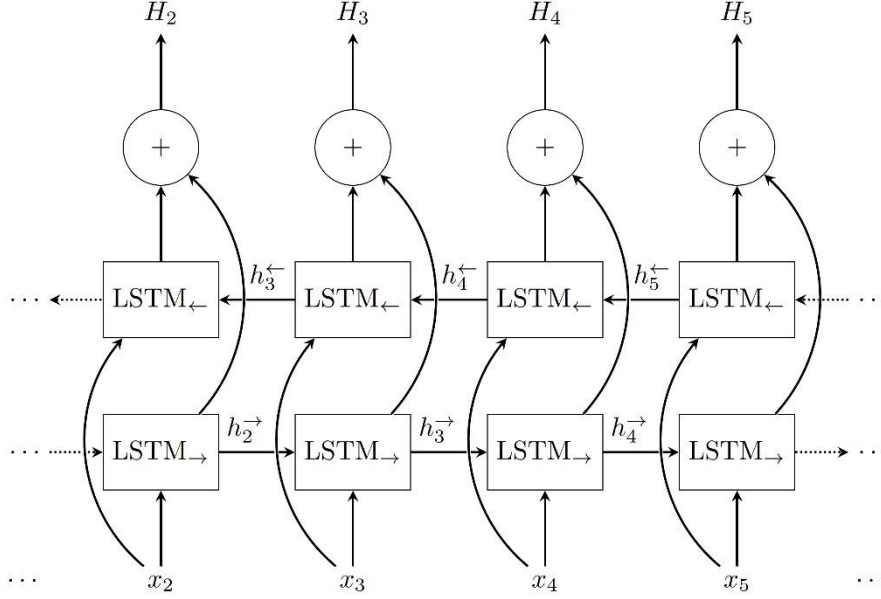 H₂ H₃ H₄ H₅
+ + + +
h₃^← h₄^← h₅^←
··· LSTM← LSTM← LSTM← LSTM← ··
h₂^→ h₃^→ h₄^→
··· LSTM→ LSTM→ LSTM→ LSTM→ ··
··· x₂ x₃ x₄ x₅ ··